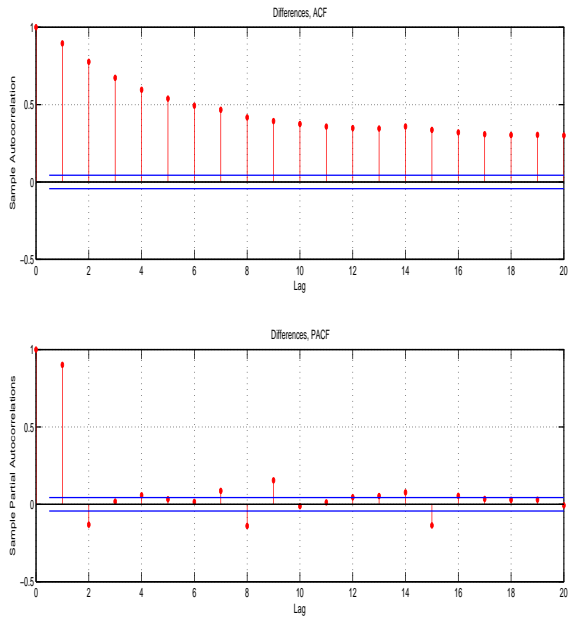 Differences, ACF
1
0.5
0
−0.5
Sample Autocorrelation
0 2 4 6 8 10 12 14 16 18 20
Lag
Differences, PACF
1
0.5
0
−0.5
Sample Partial Autocorrelations
0 2 4 6 8 10 12 14 16 18 20
Lag